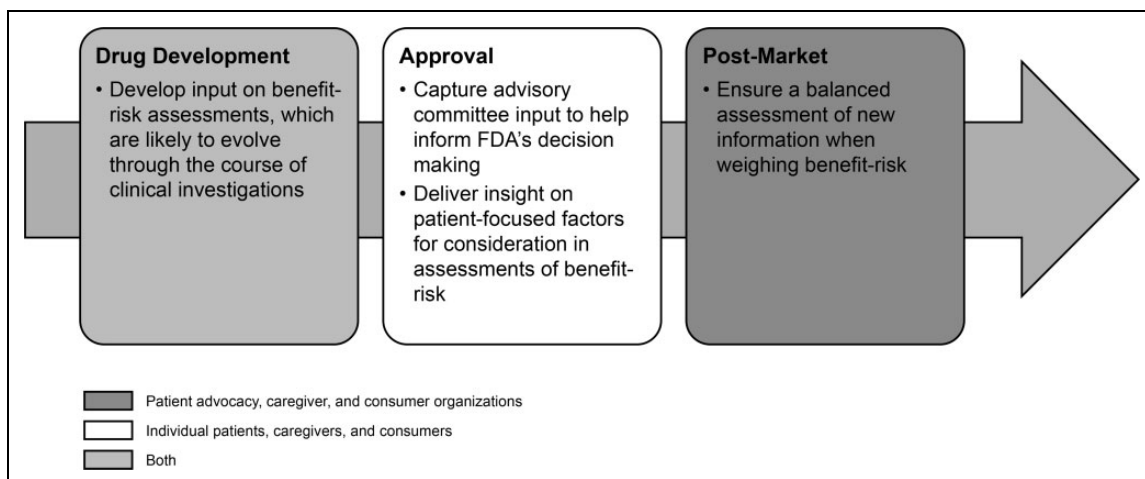 Drug Development
• Develop input on benefit-
risk assessments, which
are likely to evolve
through the course of
clinical investigations
Approval
• Capture advisory
committee input to help
inform FDA’s decision
making
• Deliver insight on
patient-focused factors
for consideration in
assessments of benefit-
risk
Post-Market
• Ensure a balanced
assessment of new
information when
weighing benefit-risk
Patient advocacy, caregiver, and consumer organizations
Individual patients, caregivers, and consumers
Both